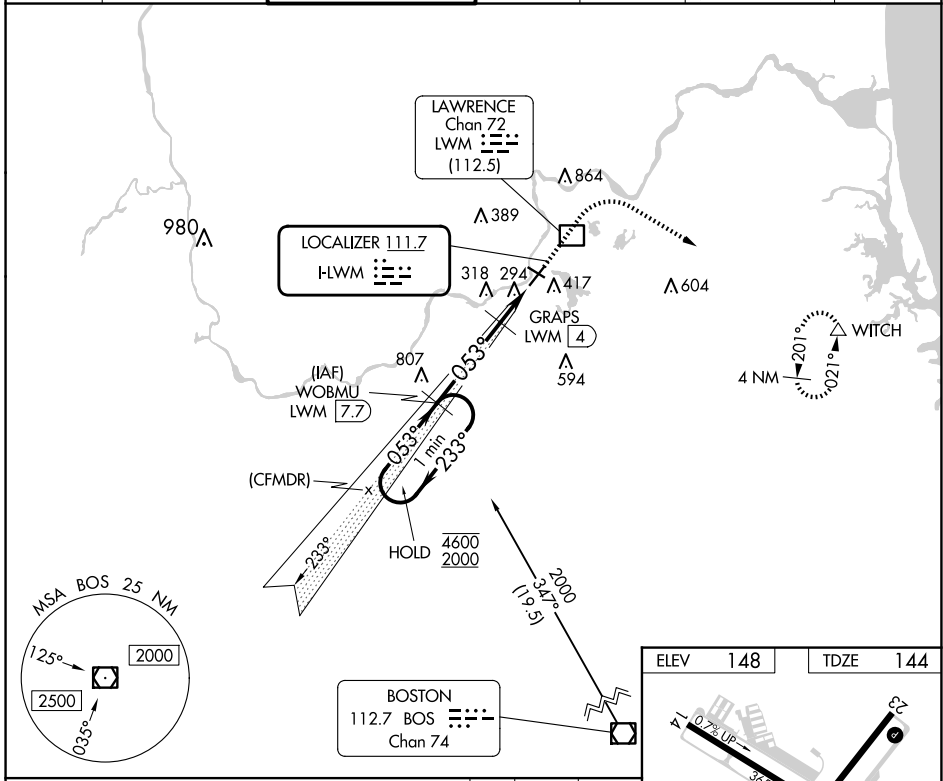 LAWRENCE
Chan 72
LWM
(112.5)
864
389
980
LOCALIZER 111.7
I-LWM
318
294
417
604
GRAPS
LWM 4
WITCH
201°
021°
4 NM
807
594
053°
(IAF)
WOBMU
LWM 7.7
053°
1 min
233°
(CFMDR)
x
HOLD
4600
2000
233°
2000
347°
(19.5)
MSA BOS 25 NM
125°
2000
2500
035°
BOSTON
112.7 BOS
Chan 74
ELEV 148
TDZE 144
23
P
14
0.7% UP